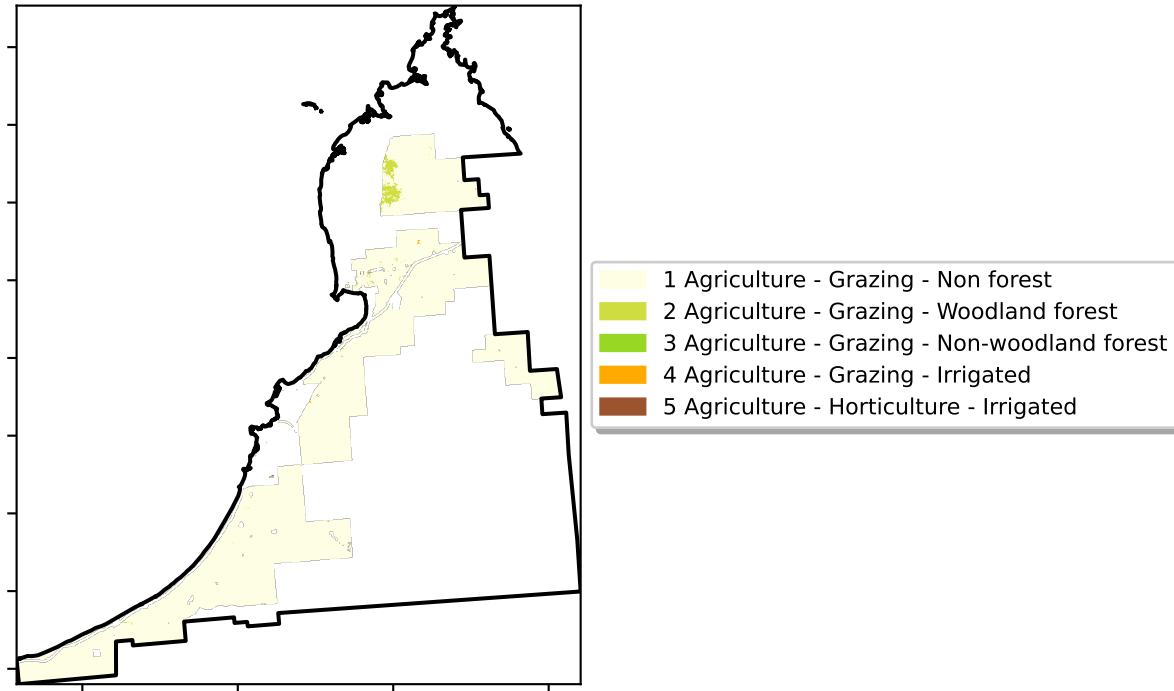 1 Agriculture - Grazing - Non forest
2 Agriculture - Grazing - Woodland forest
3 Agriculture - Grazing - Non-woodland forest
4 Agriculture - Grazing - Irrigated
5 Agriculture - Horticulture - Irrigated